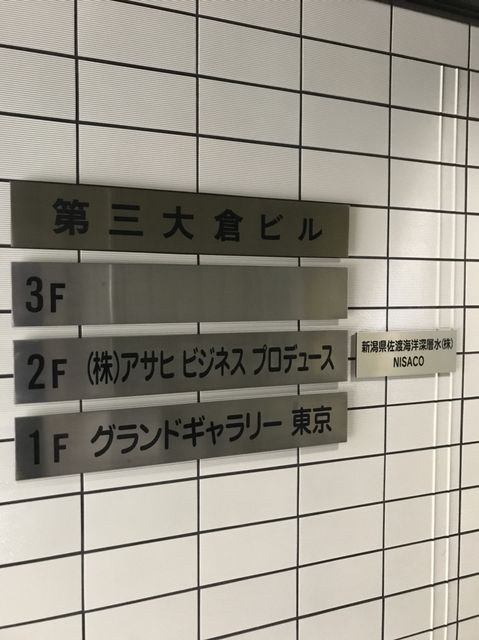 第三大倉ビル
3F
2F (株)アサヒ ビジネス プロデュース
新潟県佐渡海洋深層水(株)
NISACO
1F グランドギャラリー 東京